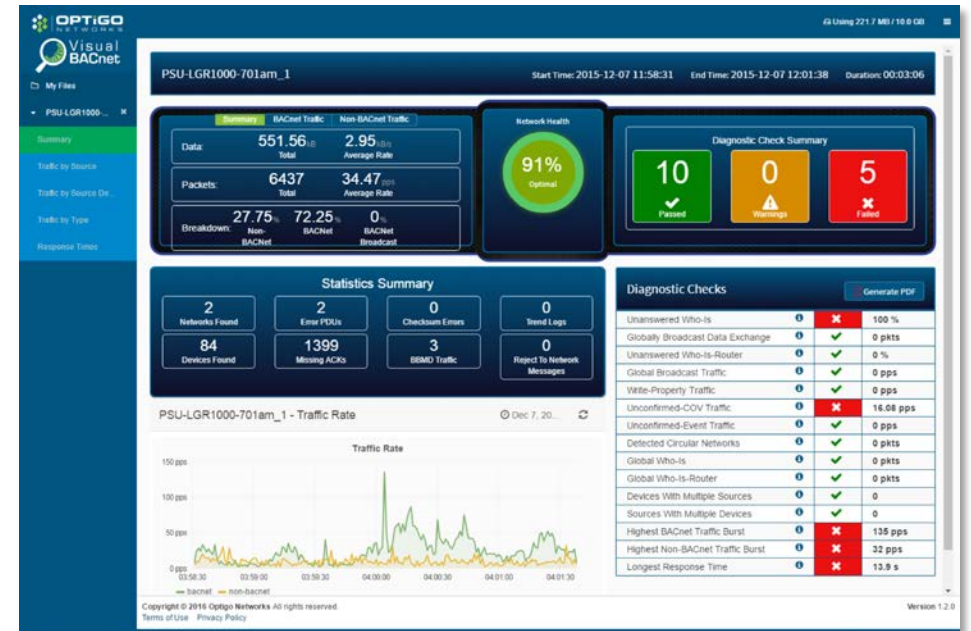 OPTIGO
NETWORKS
Using 221.7 MB / 10.0 GB
Visual
BACnet
My Files
PSU-LGR1000-...
Summary
Traffic by Source
Traffic by Source De...
Traffic by Type
Response Times
PSU-LGR1000-701am_1
Start Time: 2015-12-07 11:58:31 End Time: 2015-12-07 12:01:38 Duration: 00:03:06
Summary BACnet Traffic Non-BACnet Traffic
Data: 551.56 kB Total 2.95 kB/s Average Rate
Packets: 6437 Total 34.47 pps Average Rate
Breakdown: 27.75 % Non-BACNet 72.25 % BACNet 0 % BACNet Broadcast
Network Health
91%
Optimal
Diagnostic Check Summary
10 Passed
0 Warnings
5 Failed
Statistics Summary
2 Networks Found
2 Error PDUs
0 Checksum Errors
0 Trend Logs
84 Devices Found
1399 Missing ACKs
3 BBMD Traffic
0 Reject To Network Messages
Diagnostic Checks
Generate PDF
Unanswered Who-Is 100 %
Globally Broadcast Data Exchange 0 pkts
Unanswered Who-Is-Router 0 %
Global Broadcast Traffic 0 pps
Write-Property Traffic 0 pps
Unconfirmed-COV Traffic 16.08 pps
Unconfirmed-Event Traffic 0 pps
Detected Circular Networks 0 pkts
Global Who-Is 0 pkts
Global Who-Is-Router 0 pkts
Devices With Multiple Sources 0
Sources With Multiple Devices 0
Highest BACnet Traffic Burst 135 pps
Highest Non-BACnet Traffic Burst 32 pps
Longest Response Time 13.9 s
PSU-LGR1000-701am_1 - Traffic Rate
Dec 7, 20...
Traffic Rate
150 pps
100 pps
50 pps
0 pps
03:58:30 03:59:00 03:59:30 04:00:00 04:00:30 04:01:00 04:01:30
bacnet non-bacnet
Copyright © 2016 Optigo Networks All rights reserved.
Terms of Use Privacy Policy
Version 1.2.0